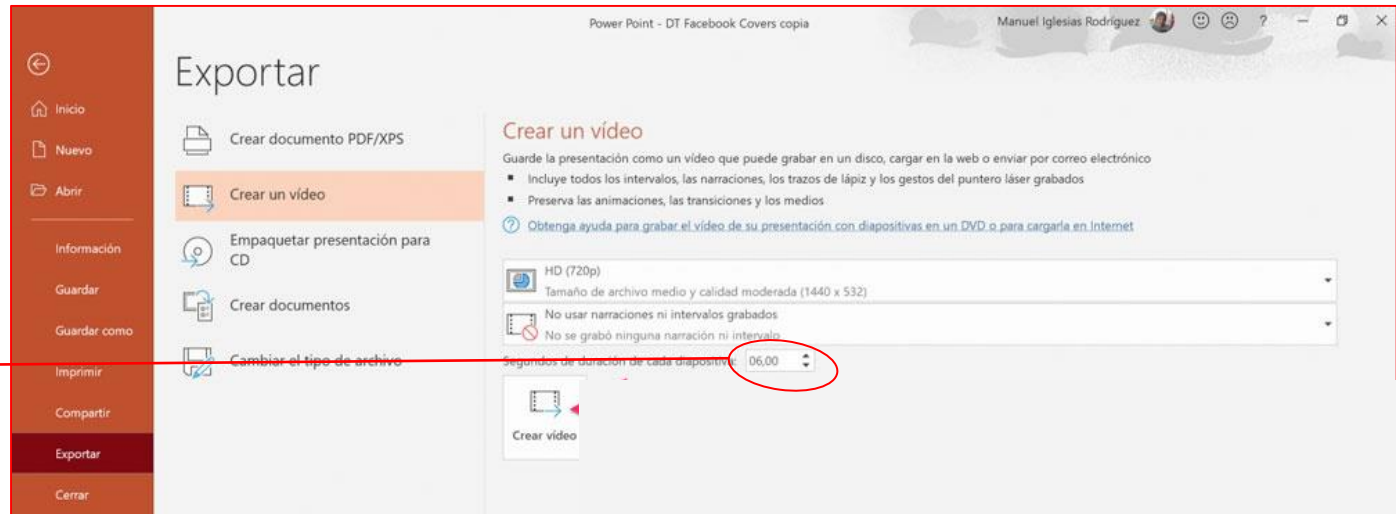 Power Point - DT Facebook Covers copia
Manuel Iglesias Rodríguez
?
Inicio
Nuevo
Abrir
Información
Guardar
Guardar como
Imprimir
Compartir
Exportar
Cerrar
Exportar
Crear documento PDF/XPS
Crear un vídeo
Empaquetar presentación para
CD
Crear documentos
Cambiar el tipo de archivo
Crear un vídeo
Guarde la presentación como un vídeo que puede grabar en un disco, cargar en la web o enviar por correo electrónico
Incluye todos los intervalos, las narraciones, los trazos de lápiz y los gestos del puntero láser grabados
Preserva las animaciones, las transiciones y los medios
Obtenga ayuda para grabar el vídeo de su presentación con diapositivas en un DVD o para cargarla en Internet
HD (720p)
Tamaño de archivo medio y calidad moderada (1440 x 532)
No usar narraciones ni intervalos grabados
No se grabó ninguna narración ni intervalo
Segundos de duración de cada diapositiva: 06,00
Crear vídeo